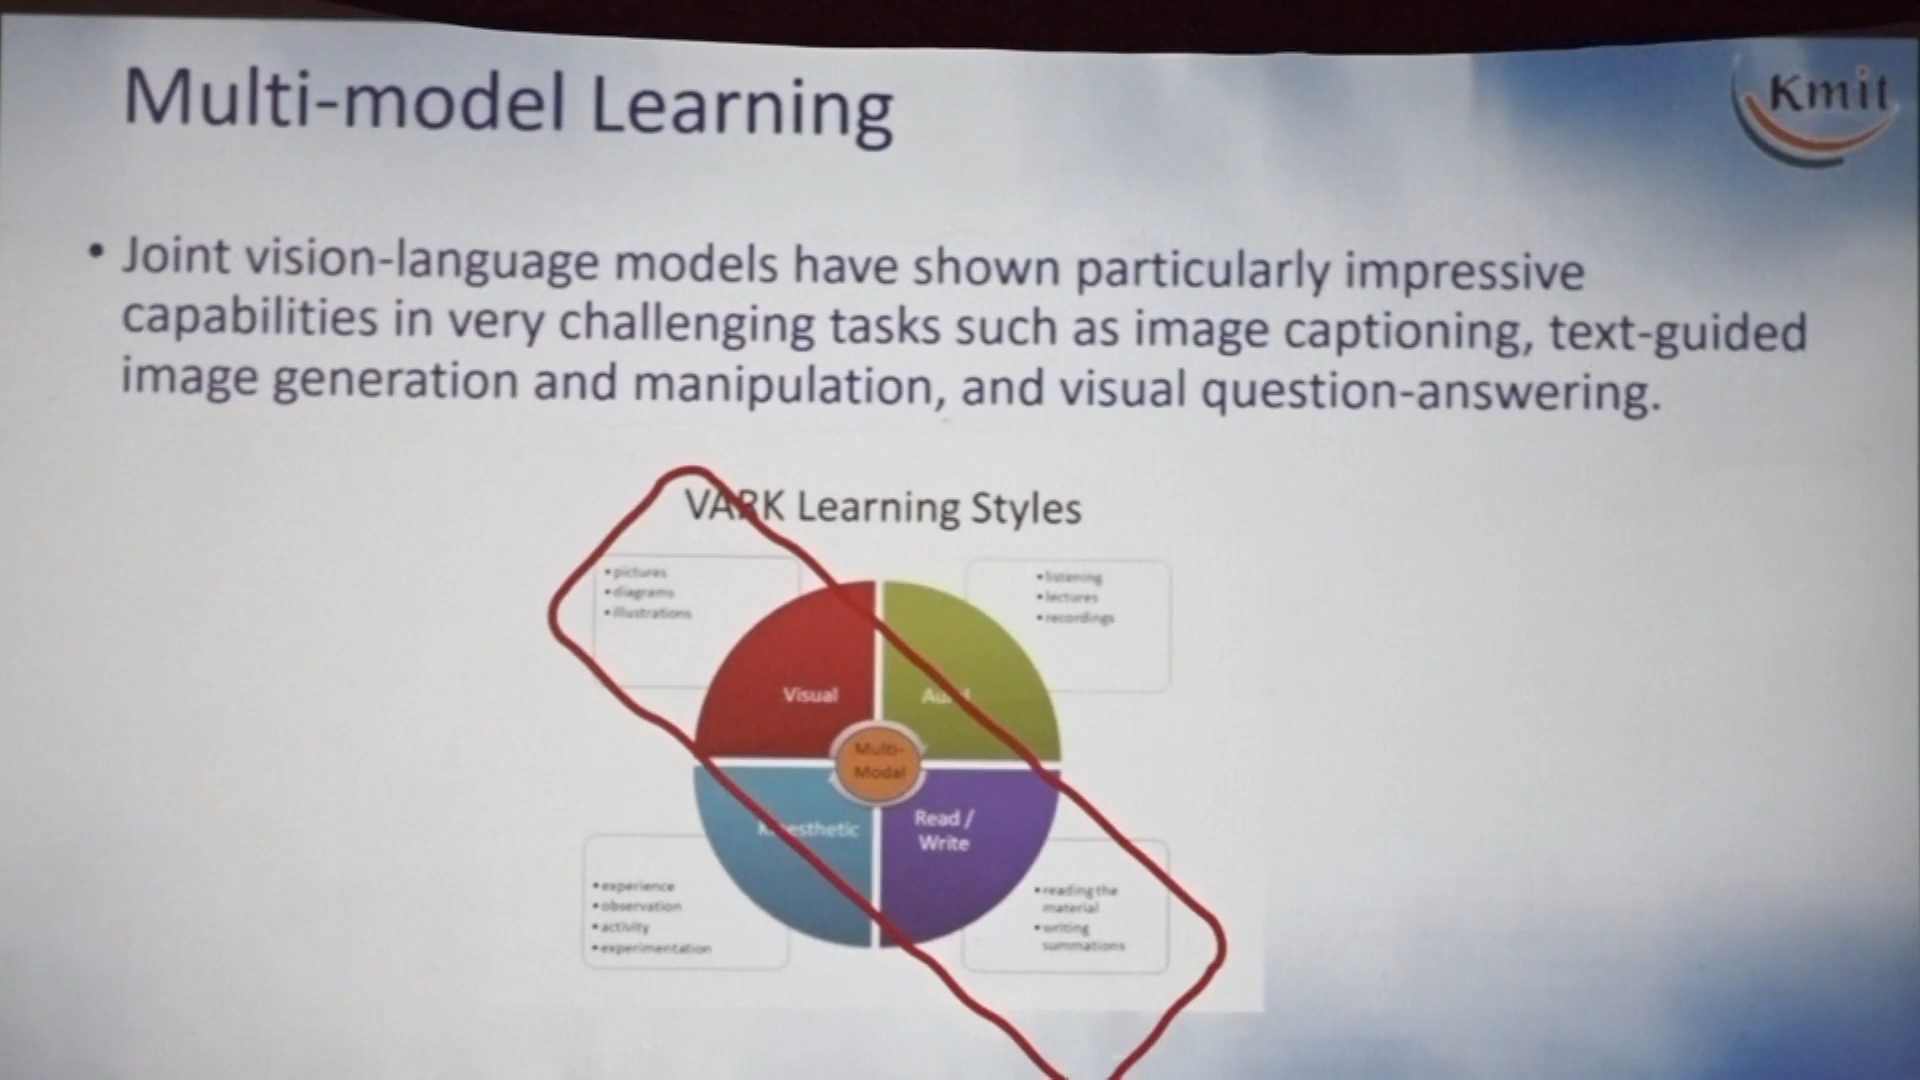 Multi-model Learning
Kmit
• Joint vision-language models have shown particularly impressive
capabilities in very challenging tasks such as image captioning, text-guided
image generation and manipulation, and visual question-answering.
VARK Learning Styles
• pictures
• diagrams
• illustrations
• listening
• lectures
• recordings
Visual
Multi-
Modal
Read /
Write
• experience
• observation
• activity
• experimentation
• reading the
material
• writing
summations